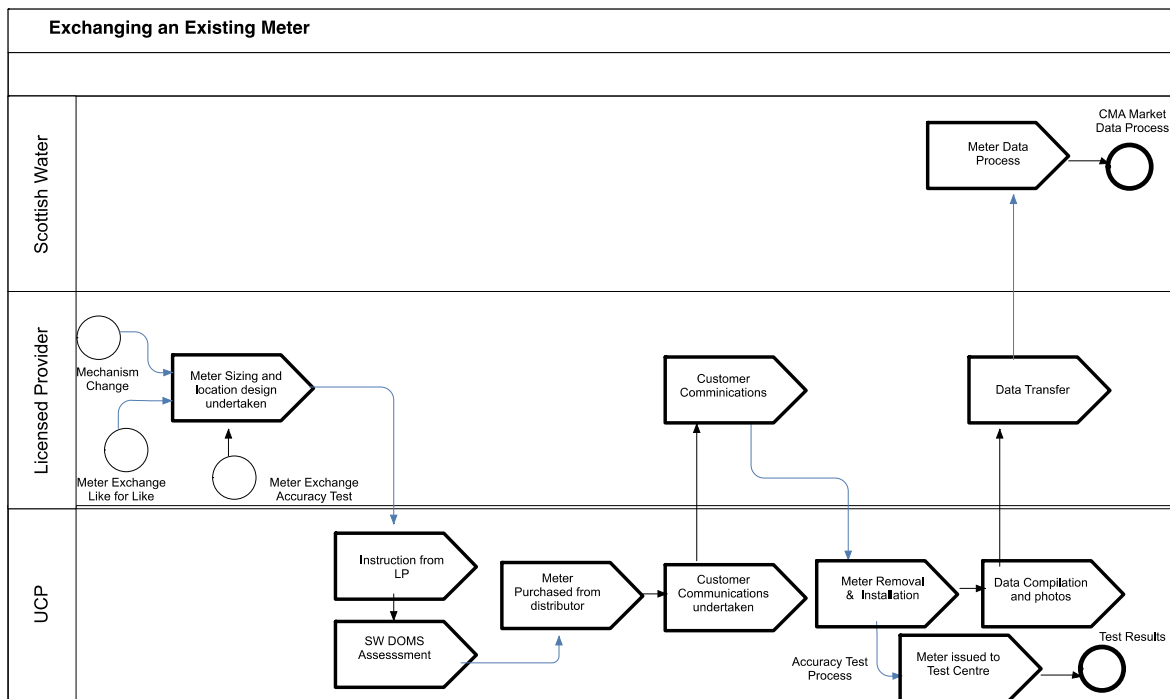 Exchanging an Existing Meter
Scottish Water
CMA Market
Data Process
Meter Data
Process
Licensed Provider
Mechanism
Change
Meter Sizing and
location design
undertaken
Meter Exchange
Like for Like
Meter Exchange
Accuracy Test
Customer
Comminications
Data Transfer
UCP
Instruction from
LP
SW DOMS
Assesssment
Meter
Purchased from
distributor
Customer
Communications
undertaken
Meter Removal
& Installation
Data Compilation
and photos
Accuracy Test
Process
Meter issued to
Test Centre
Test Results